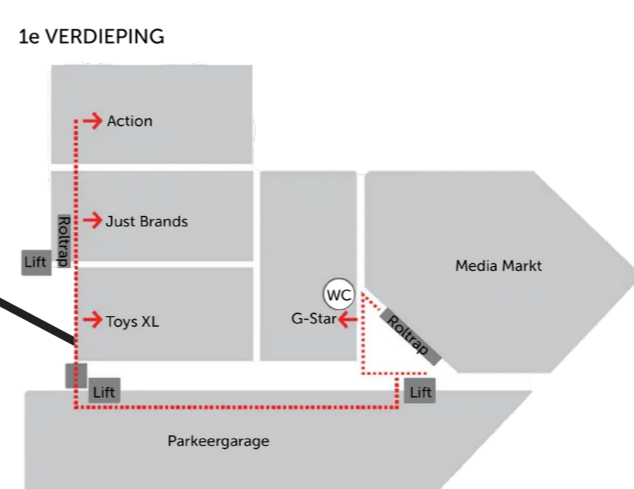 1e VERDIEPING
Action
Roltrap
Just Brands
Lift
Media Markt
WC
Toys XL
G-Star
Roltrap
Lift
Lift
Parkeergarage